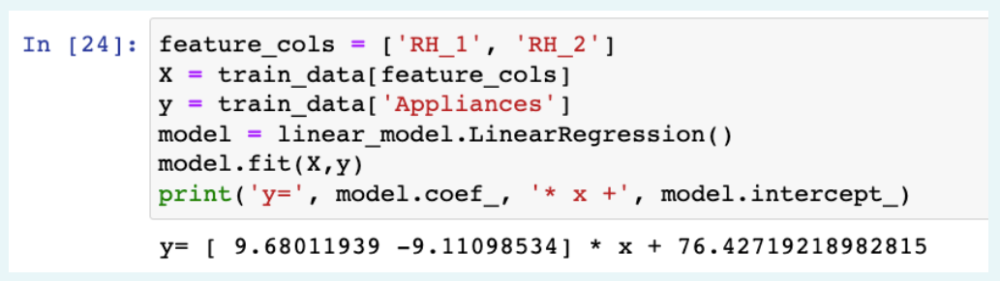 In [24]: feature_cols = ['RH_1', 'RH_2']
X = train_data[feature_cols]
y = train_data['Appliances']
model = linear_model.LinearRegression()
model.fit(X,y)
print('y=', model.coef_, '* x +', model.intercept_)
y= [ 9.68011939 -9.11098534] * x + 76.42719218982815